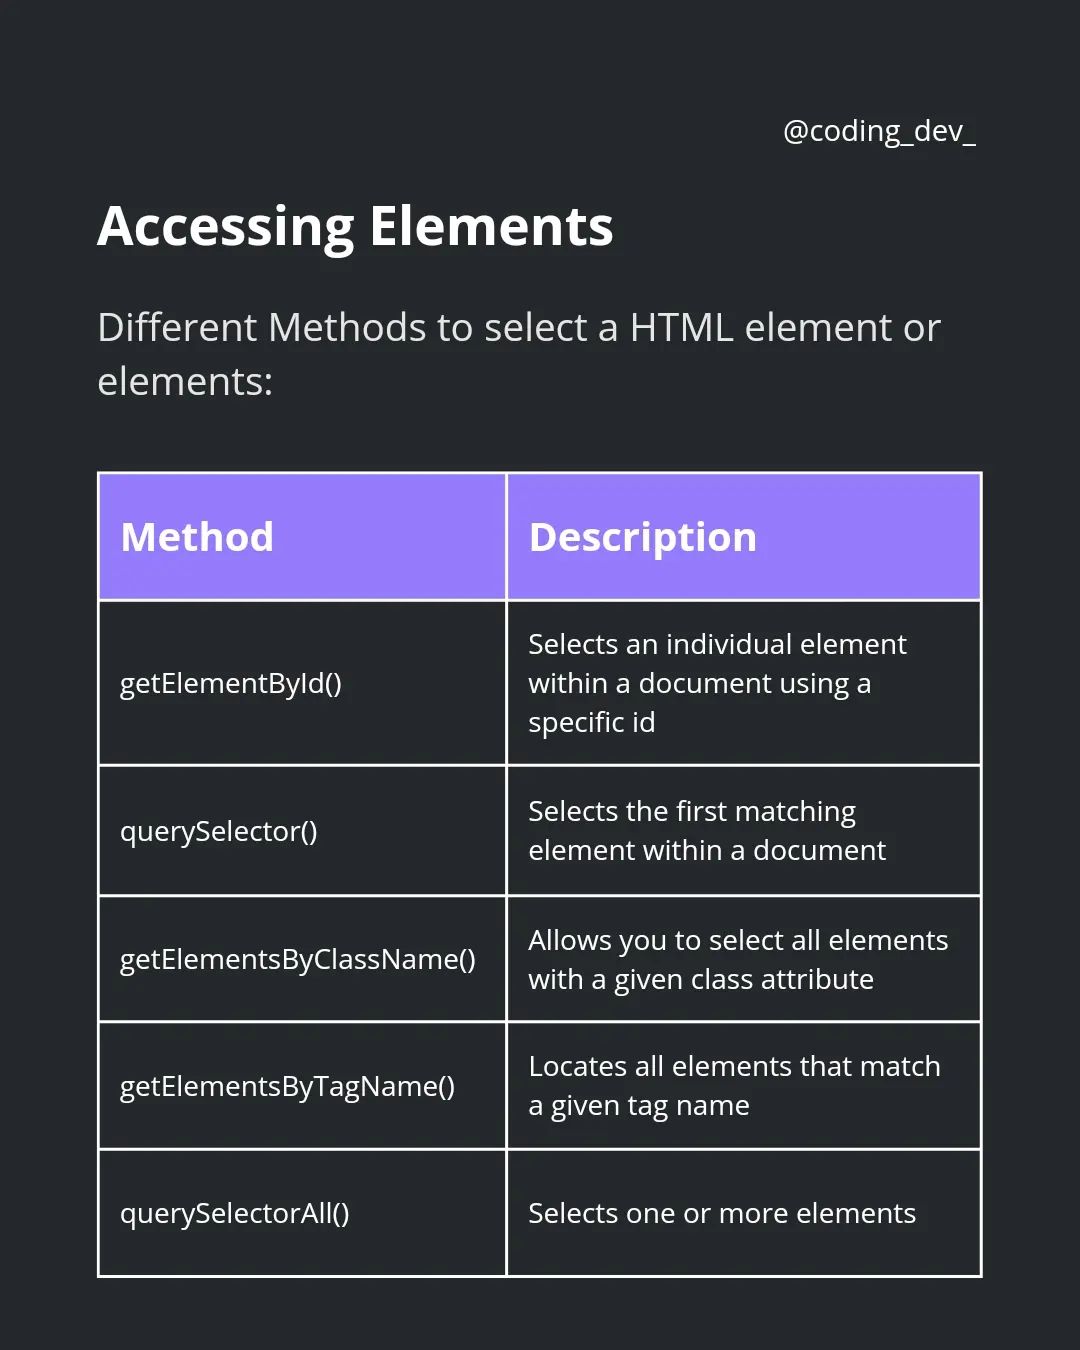 @coding_dev_
Accessing Elements
Different Methods to select a HTML element or
elements:
Method
Description
getElementById()
Selects an individual element
within a document using a
specific id
querySelector()
Selects the first matching
element within a document
getElementsByClassName()
Allows you to select all elements
with a given class attribute
getElementsByTagName()
Locates all elements that match
a given tag name
querySelectorAll()
Selects one or more elements